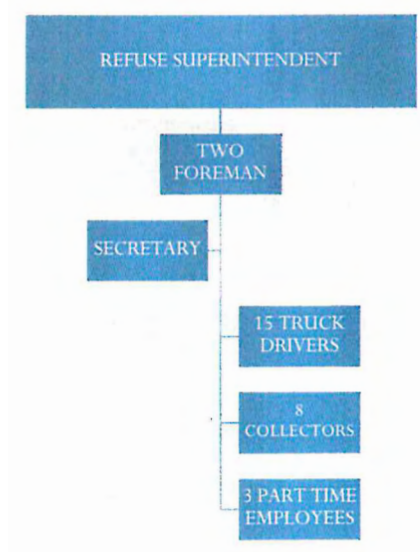 REFUSE SUPERINTENDENT
TWO
FOREMAN
SECRETARY
15 TRUCK
DRIVERS
8
COLLECTORS
3 PART TIME
EMPLOYEES